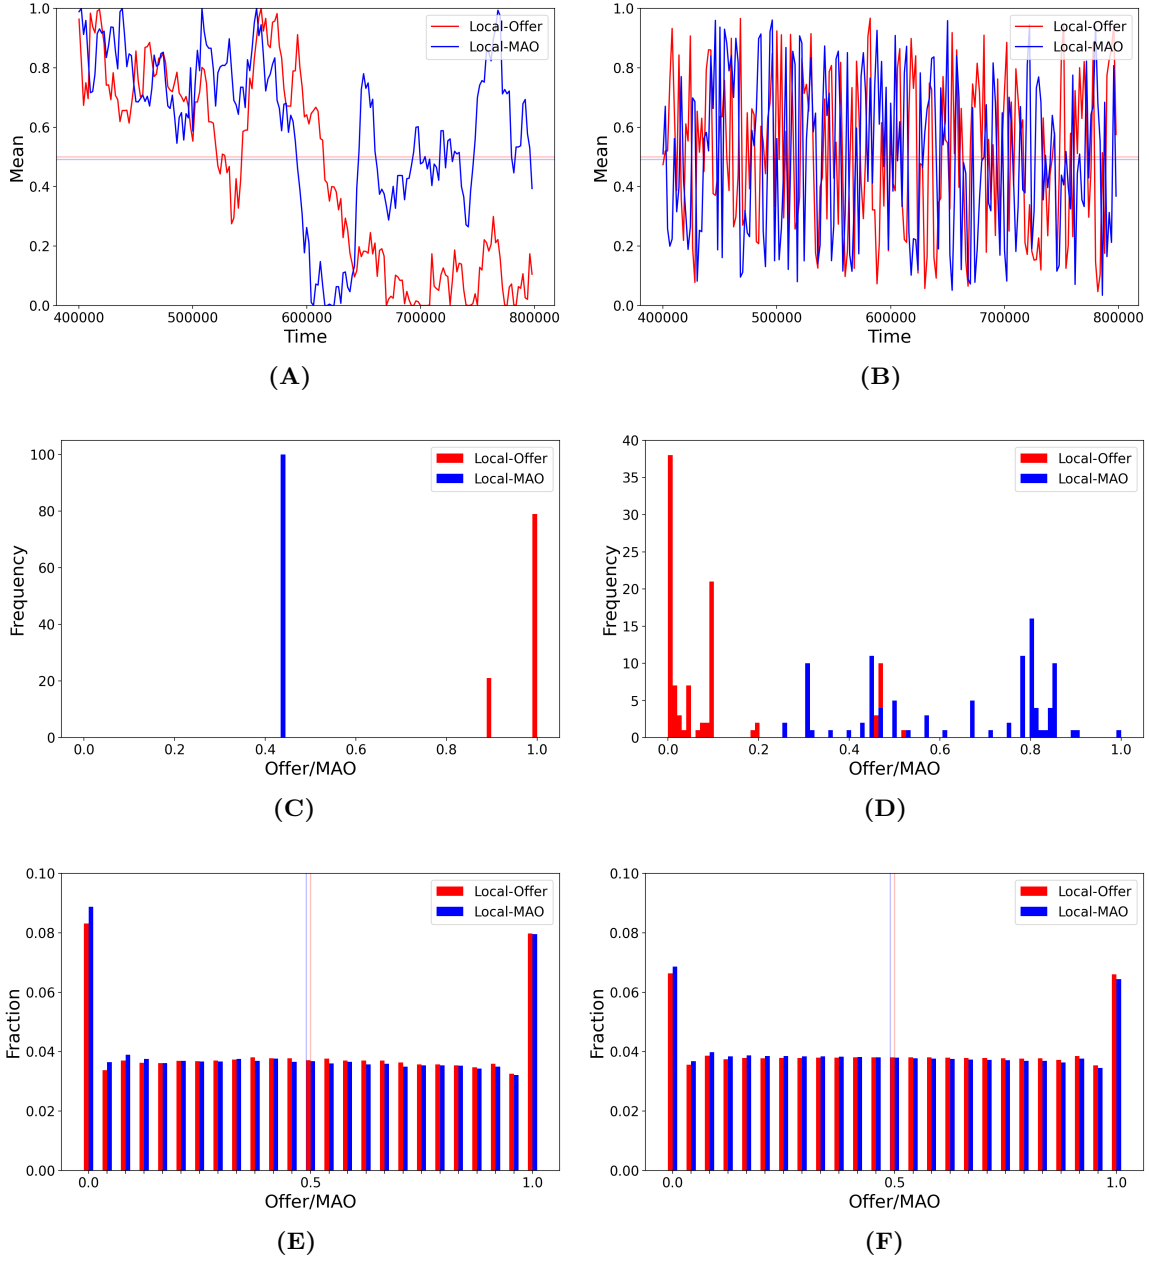 1.0
0.8
0.6
0.4
0.2
0.0
Mean
Local-Offer
Local-MAO
400000 500000 600000 700000 800000
Time
(A)
1.0
0.8
0.6
0.4
0.2
0.0
Mean
Local-Offer
Local-MAO
400000 500000 600000 700000 800000
Time
(B)
100
80
60
40
20
0
Frequency
Local-Offer
Local-MAO
0.0 0.2 0.4 0.6 0.8 1.0
Offer/MAO
(C)
40
35
30
25
20
15
10
5
0
Frequency
Local-Offer
Local-MAO
0.0 0.2 0.4 0.6 0.8 1.0
Offer/MAO
(D)
0.10
0.08
0.06
0.04
0.02
0.00
Fraction
Local-Offer
Local-MAO
0.0 0.5 1.0
Offer/MAO
(E)
0.10
0.08
0.06
0.04
0.02
0.00
Fraction
Local-Offer
Local-MAO
0.0 0.5 1.0
Offer/MAO
(F)